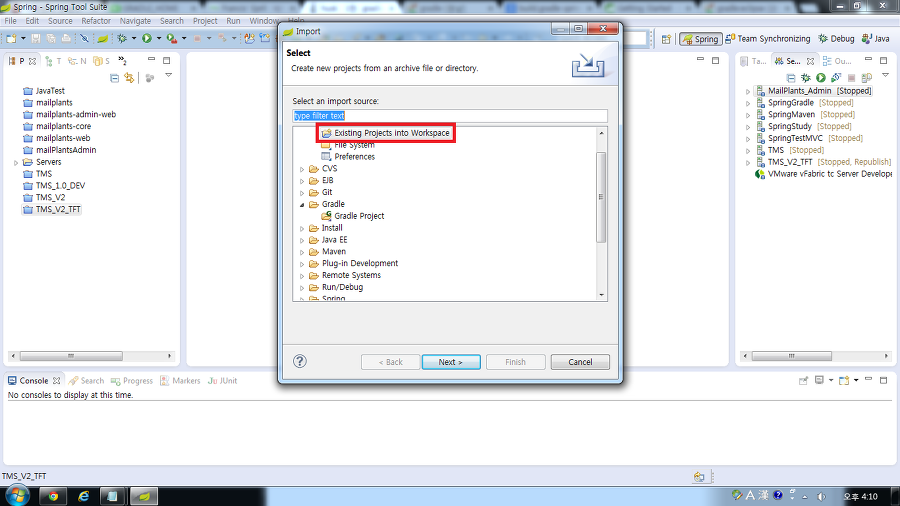 Spring - Spring Tool Suite
File Edit Source Refactor Navigate Search Project Run Window Help
Spring Team Synchronizing Debug Java
P T N S »2
JavaTest
mailplants
mailplants-admin-web
mailplants-core
mailplants-web
mailPlantsAdmin
Servers
TMS
TMS_1.0_DEV
TMS_V2
TMS_V2_TFT
Import
Select
Create new projects from an archive file or directory.
Select an import source:
type filter text
Existing Projects into Workspace
File System
Preferences
CVS
EJB
Git
Gradle
Gradle Project
Install
Java EE
Maven
Plug-in Development
Remote Systems
Run/Debug
Spring
< Back Next > Finish Cancel
Ta... Se... Ou...
MailPlants_Admin [Stopped]
SpringGradle [Stopped]
SpringMaven [Stopped]
SpringStudy [Stopped]
SpringTestMVC [Stopped]
TMS [Stopped]
TMS_V2_TFT [Stopped, Republish]
VMware vFabric tc Server Develope
Console Search Progress Markers JUnit
No consoles to display at this time.
TMS_V2_TFT
A 漢 오후 4:10